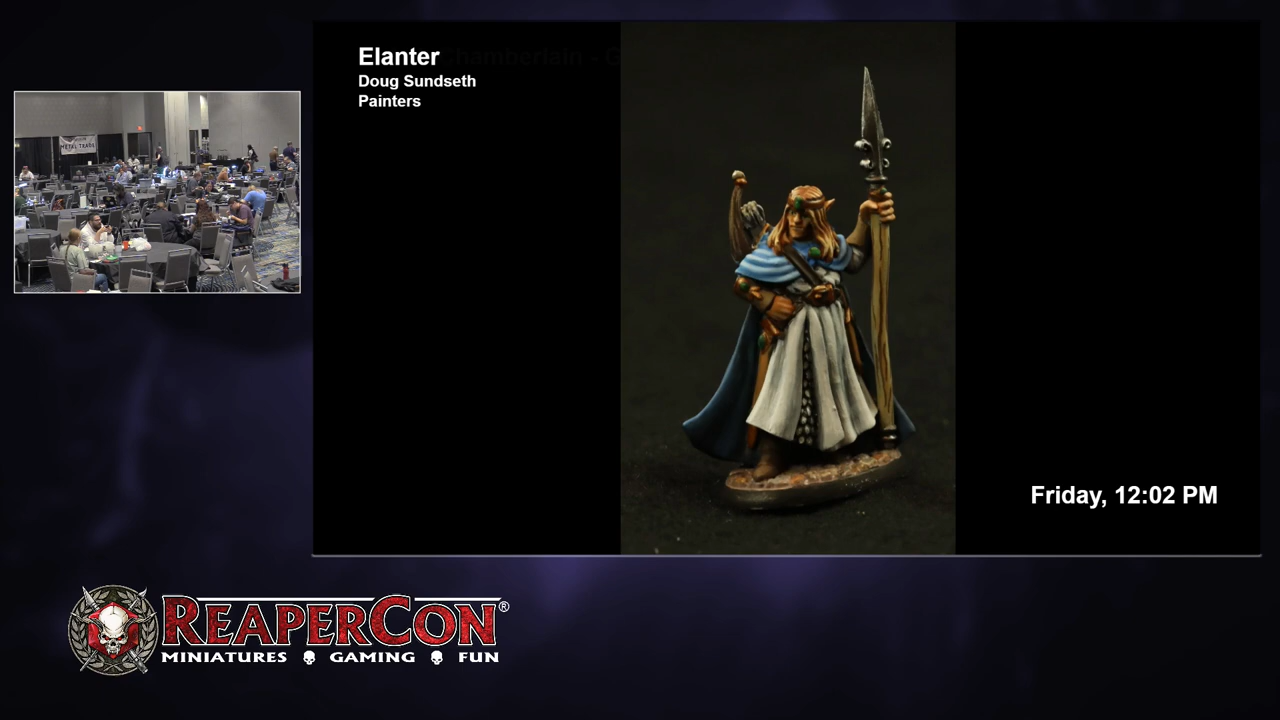 Elanter
Doug Sundseth
Painters
METAL TRADE
Friday, 12:02 PM
REAPERCON®
MINIATURES GAMING FUN